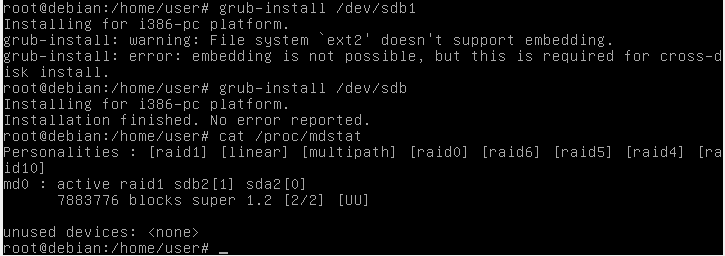 root@debian:/home/user# grub-install /dev/sdb1
Installing for i386-pc platform.
grub-install: warning: File system `ext2' doesn't support embedding.
grub-install: error: embedding is not possible, but this is required for cross-d
isk install.
root@debian:/home/user# grub-install /dev/sdb
Installing for i386-pc platform.
Installation finished. No error reported.
root@debian:/home/user# cat /proc/mdstat
Personalities : [raid1] [linear] [multipath] [raid0] [raid6] [raid5] [raid4] [ra
id10]
md0 : active raid1 sdb2[1] sda2[0]
      7883776 blocks super 1.2 [2/2] [UU]

unused devices: <none>
root@debian:/home/user# _